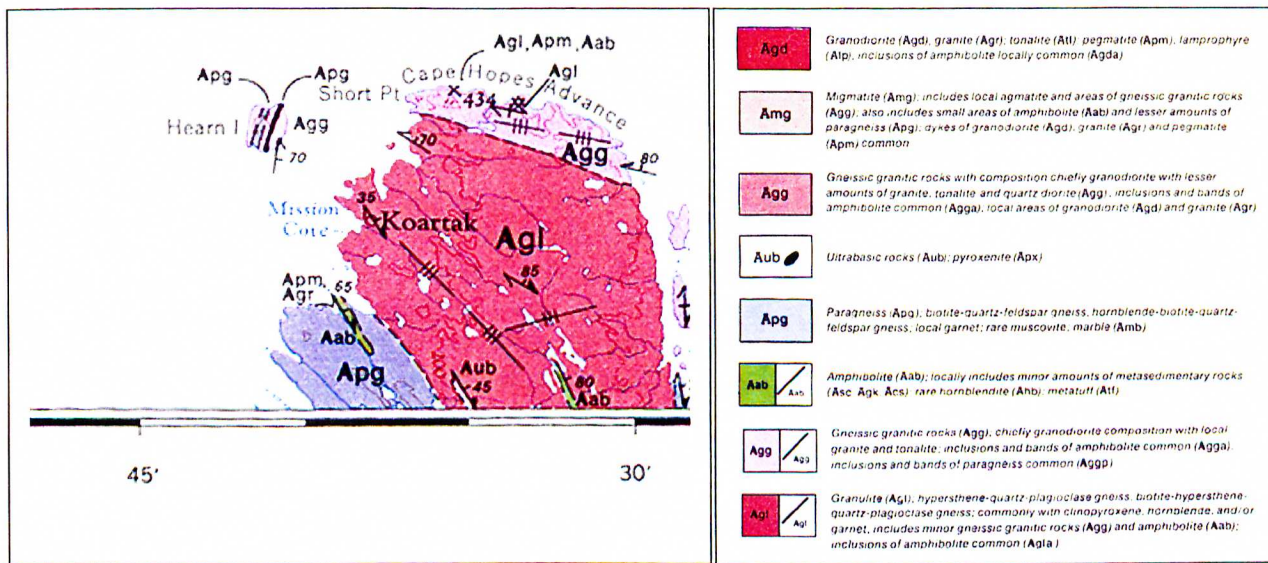 Agl, Apm, Aab
Apg
Apg
Agl
Cape Hopes Advance
Short Pt
434
Hearn I
Agg
70
70
Agg
80
35
Mission
Cove
Koartak
Agl
85
Apm,
65
Agr
Aab
Apg
200
Aub
45
80
Aab
45'
30'
Agd
Granodiorite (Agd), granite (Agr); tonalite (Atl); pegmatite (Apm), lamprophyre
(Alp), inclusions of amphibolite locally common (Agda)
Amg
Migmatite (Amg); includes local agmatite and areas of gneissic granitic rocks
(Agg); also includes small areas of amphibolite (Aab) and lesser amounts of
paragneiss (Apg); dykes of granodiorite (Agd), granite (Agr) and pegmatite
(Apm) common
Agg
Gneissic granitic rocks with composition chiefly granodiorite with lesser
amounts of granite, tonalite and quartz diorite (Agg), inclusions and bands of
amphibolite common (Agga), local areas of granodiorite (Agd) and granite (Agr)
Aub
Ultrabasic rocks (Aub); pyroxenite (Apx)
Apg
Paragneiss (Apg); biotite-quartz-feldspar gneiss, hornblende-biotite-quartz-
feldspar gneiss; local garnet; rare muscovite, marble (Amb)
Aab
Aab
Amphibolite (Aab); locally includes minor amounts of metasedimentary rocks
(Asc, Agk, Acs), rare hornblendite (Ahb); metatuff (Atf)
Agg
Agg
Gneissic granitic rocks (Agg), chiefly granodiorite composition with local
granite and tonalite; inclusions and bands of amphibolite common (Agga),
inclusions and bands of paragneiss common (Aggp)
Agl
Agl
Granulite (Agl), hypersthene-quartz-plagioclase gneiss, biotite-hypersthene-
quartz-plagioclase gneiss; commonly with clinopyroxene, hornblende, and/or
garnet, includes minor gneissic granitic rocks (Agg) and amphibolite (Aab);
inclusions of amphibolite common (Agla)